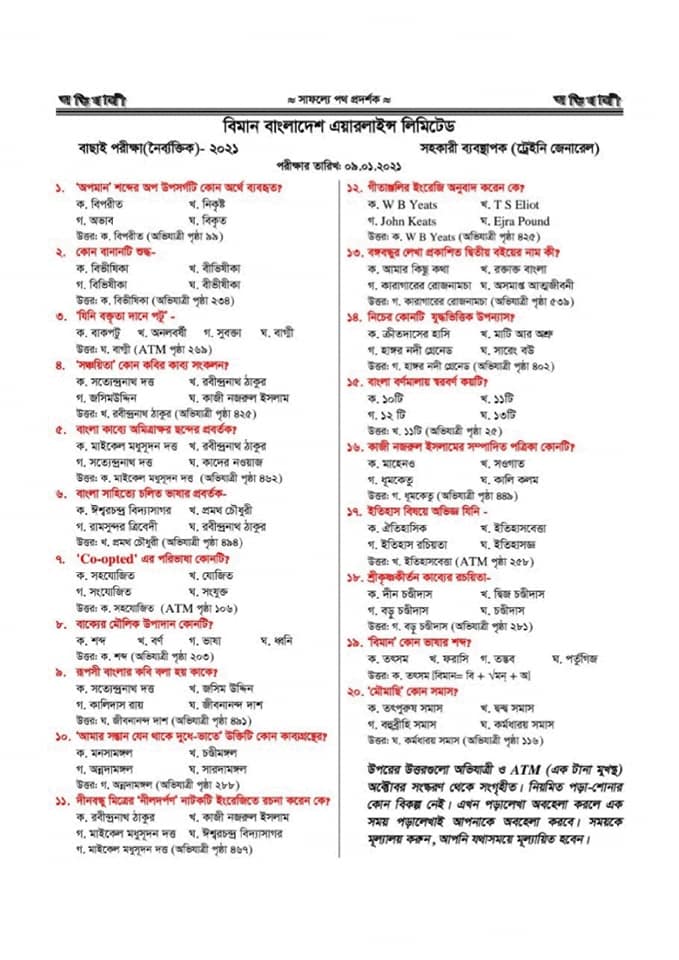 অভিযাত্রী
≈ সাফল্যে পথ প্রদর্শক ≈
অভিযাত্রী
বিমান বাংলাদেশ এয়ারলাইন্স লিমিটেড
বাছাই পরীক্ষা(নৈর্ব্যক্তিক)- ২০২১
সহকারী ব্যবস্থাপক (ট্রেইনি জেনারেল)
পরীক্ষার তারিখ: ০৯.০১.২০২১
১. ‘অপমান’ শব্দের অপ উপসর্গটি কোন অর্থে ব্যবহৃত?
ক. বিপরীত খ. নিকৃষ্ট
গ. অভাব ঘ. বিকৃত
উত্তর: ক. বিপরীত (অভিযাত্রী পৃষ্ঠা ৯৯)
২. কোন বানানটি শুদ্ধ-
ক. বিভীষিকা খ. বীভিষীকা
গ. বিভিষীকা ঘ. বীভীষীকা
উত্তর: ক. বিভীষিকা (অভিযাত্রী পৃষ্ঠা ২৩৪)
৩. ‘যিনি বক্তৃতা দানে পটু’ -
ক. বাকপটু খ. অনলবর্ষী গ. সুবক্তা ঘ. বাগ্মী
উত্তর: ঘ. বাগ্মী (ATM পৃষ্ঠা ২৬৯)
৪. ‘সঞ্চয়িতা’ কোন কবির কাব্য সংকলন?
ক. সত্যেন্দ্রনাথ দত্ত খ. রবীন্দ্রনাথ ঠাকুর
গ. জসিমউদ্দিন ঘ. কাজী নজরুল ইসলাম
উত্তর: খ. রবীন্দ্রনাথ ঠাকুর (অভিযাত্রী পৃষ্ঠা ৪২৫)
৫. বাংলা কাব্যে অমিত্রাক্ষর ছন্দের প্রবর্তক?
ক. মাইকেল মধুসূদন দত্ত খ. রবীন্দ্রনাথ ঠাকুর
গ. সত্যেন্দ্রনাথ দত্ত ঘ. কাদের নওয়াজ
উত্তর: ক. মাইকেল মধুসূদন দত্ত (অভিযাত্রী পৃষ্ঠা ৪৬২)
৬. বাংলা সাহিত্যে চলিত ভাষার প্রবর্তক-
ক. ঈশ্বরচন্দ্র বিদ্যাসাগর খ. প্রমথ চৌধুরী
গ. রামসুন্দর ত্রিবেদী ঘ. রবীন্দ্রনাথ ঠাকুর
উত্তর: খ. প্রমথ চৌধুরী (অভিযাত্রী পৃষ্ঠা ৪৯৪)
৭. 'Co-opted' এর পরিভাষা কোনটি?
ক. সহযোজিত খ. যোজিত
গ. সংযোজিত ঘ. সংযুক্ত
উত্তর: ক. সহযোজিত (ATM পৃষ্ঠা ১০৬)
৮. বাক্যের মৌলিক উপাদান কোনটি?
ক. শব্দ খ. বর্ণ গ. ভাষা ঘ. ধ্বনি
উত্তর: ক. শব্দ (অভিযাত্রী পৃষ্ঠা ২০৩)
৯. রূপসী বাংলার কবি বলা হয় কাকে?
ক. সত্যেন্দ্রনাথ দত্ত খ. জসিম উদ্দিন
গ. কালিদাস রায় ঘ. জীবনানন্দ দাশ
উত্তর: ঘ. জীবনানন্দ দাশ (অভিযাত্রী পৃষ্ঠা ৪৯১)
১০. ‘আমার সন্তান যেন থাকে দুধে-ভাতে’ উক্তিটি কোন কাব্যগ্রন্থের?
ক. মনসামঙ্গল খ. চণ্ডীমঙ্গল
গ. অন্নদামঙ্গল ঘ. সারদামঙ্গল
উত্তর: গ. অন্নদামঙ্গল (অভিযাত্রী পৃষ্ঠা ২৮৮)
১১. দীনবন্ধু মিত্রের ‘নীলদর্পণ’ নাটকটি ইংরেজিতে রচনা করেন কে?
ক. রবীন্দ্রনাথ ঠাকুর খ. কাজী নজরুল ইসলাম
গ. মাইকেল মধুসূদন দত্ত ঘ. ঈশ্বরচন্দ্র বিদ্যাসাগর
গ. মাইকেল মধুসূদন দত্ত (অভিযাত্রী পৃষ্ঠা ৪৬৭)
১২. গীতাঞ্জলির ইংরেজি অনুবাদ করেন কে?
ক. W B Yeats খ. T S Eliot
গ. John Keats ঘ. Ejra Pound
উত্তর: ক. W B Yeats (অভিযাত্রী পৃষ্ঠা ৪২৫)
১৩. বঙ্গবন্ধুর লেখা প্রকাশিত দ্বিতীয় বইয়ের নাম কী?
ক. আমার কিছু কথা খ. রক্তাক্ত বাংলা
গ. কারাগারের রোজনামচা ঘ. অসমাপ্ত আত্মজীবনী
উত্তর: গ. কারাগারের রোজনামচা (অভিযাত্রী পৃষ্ঠা ৫৩৯)
১৪. নিচের কোনটি যুদ্ধভিত্তিক উপন্যাস?
ক. ক্রীতদাসের হাসি খ. মাটি আর অশ্রু
গ. হাঙ্গর নদী গ্রেনেড ঘ. সারেং বউ
উত্তর: গ. হাঙ্গর নদী গ্রেনেড (অভিযাত্রী পৃষ্ঠা ৪০২)
১৫. বাংলা বর্ণমালায় স্বরবর্ণ কয়টি?
ক. ১০টি খ. ১১টি
গ. ১২ টি ঘ. ১৩টি
উত্তর: খ. ১১টি (অভিযাত্রী পৃষ্ঠা ২৫)
১৬. কাজী নজরুল ইসলামের সম্পাদিত পত্রিকা কোনটি?
ক. মাহেনও খ. সওগাত
গ. ধূমকেতু ঘ. কালি কলম
উত্তর: গ. ধূমকেতু (অভিযাত্রী পৃষ্ঠা ৪৪৯)
১৭. ইতিহাস বিষয়ে অভিজ্ঞ যিনি -
ক. ঐতিহাসিক খ. ইতিহাসবেত্তা
গ. ইতিহাস রচিয়তা ঘ. ইতিহাসজ্ঞ
উত্তর: খ. ইতিহাসবেত্তা (ATM পৃষ্ঠা ২৫৮)
১৮. শ্রীকৃষ্ণকীর্তন কাব্যের রচয়িতা-
ক. দীন চণ্ডীদাস খ. দ্বিজ চণ্ডীদাস
গ. বড়ু চণ্ডীদাস ঘ. চণ্ডীদাস
উত্তর: গ. বড়ু চণ্ডীদাস (অভিযাত্রী পৃষ্ঠা ২৮১)
১৯. ‘বিমান’ কোন ভাষার শব্দ?
ক. তৎসম খ. ফরাসি গ. তদ্ভব ঘ. পর্তুগিজ
উত্তর: ক. তৎসম [বিমান= বি + √মন্ + অ]
২০. ‘মৌমাছি’ কোন সমাস?
ক. তৎপুরুষ সমাস খ. দ্বন্দ্ব সমাস
গ. বহুব্রীহি সমাস ঘ. কর্মধারয় সমাস
উত্তর: ঘ. কর্মধারয় সমাস (অভিযাত্রী পৃষ্ঠা ১১৬)
উপরের উত্তরগুলো অভিযাত্রী ও ATM (এক টানা মুখস্থ)
অক্টোবর সংস্করণ থেকে সংগৃহীত। নিয়মিত পড়া-শোনার
কোন বিকল্প নেই। এখন পড়ালেখা অবহেলা করলে এক
সময় পড়ালেখাই আপনাকে অবহেলা করবে। সময়কে
মূল্যালয় করুন, আপনি যথাসময়ে মূল্যায়িত হবেন।